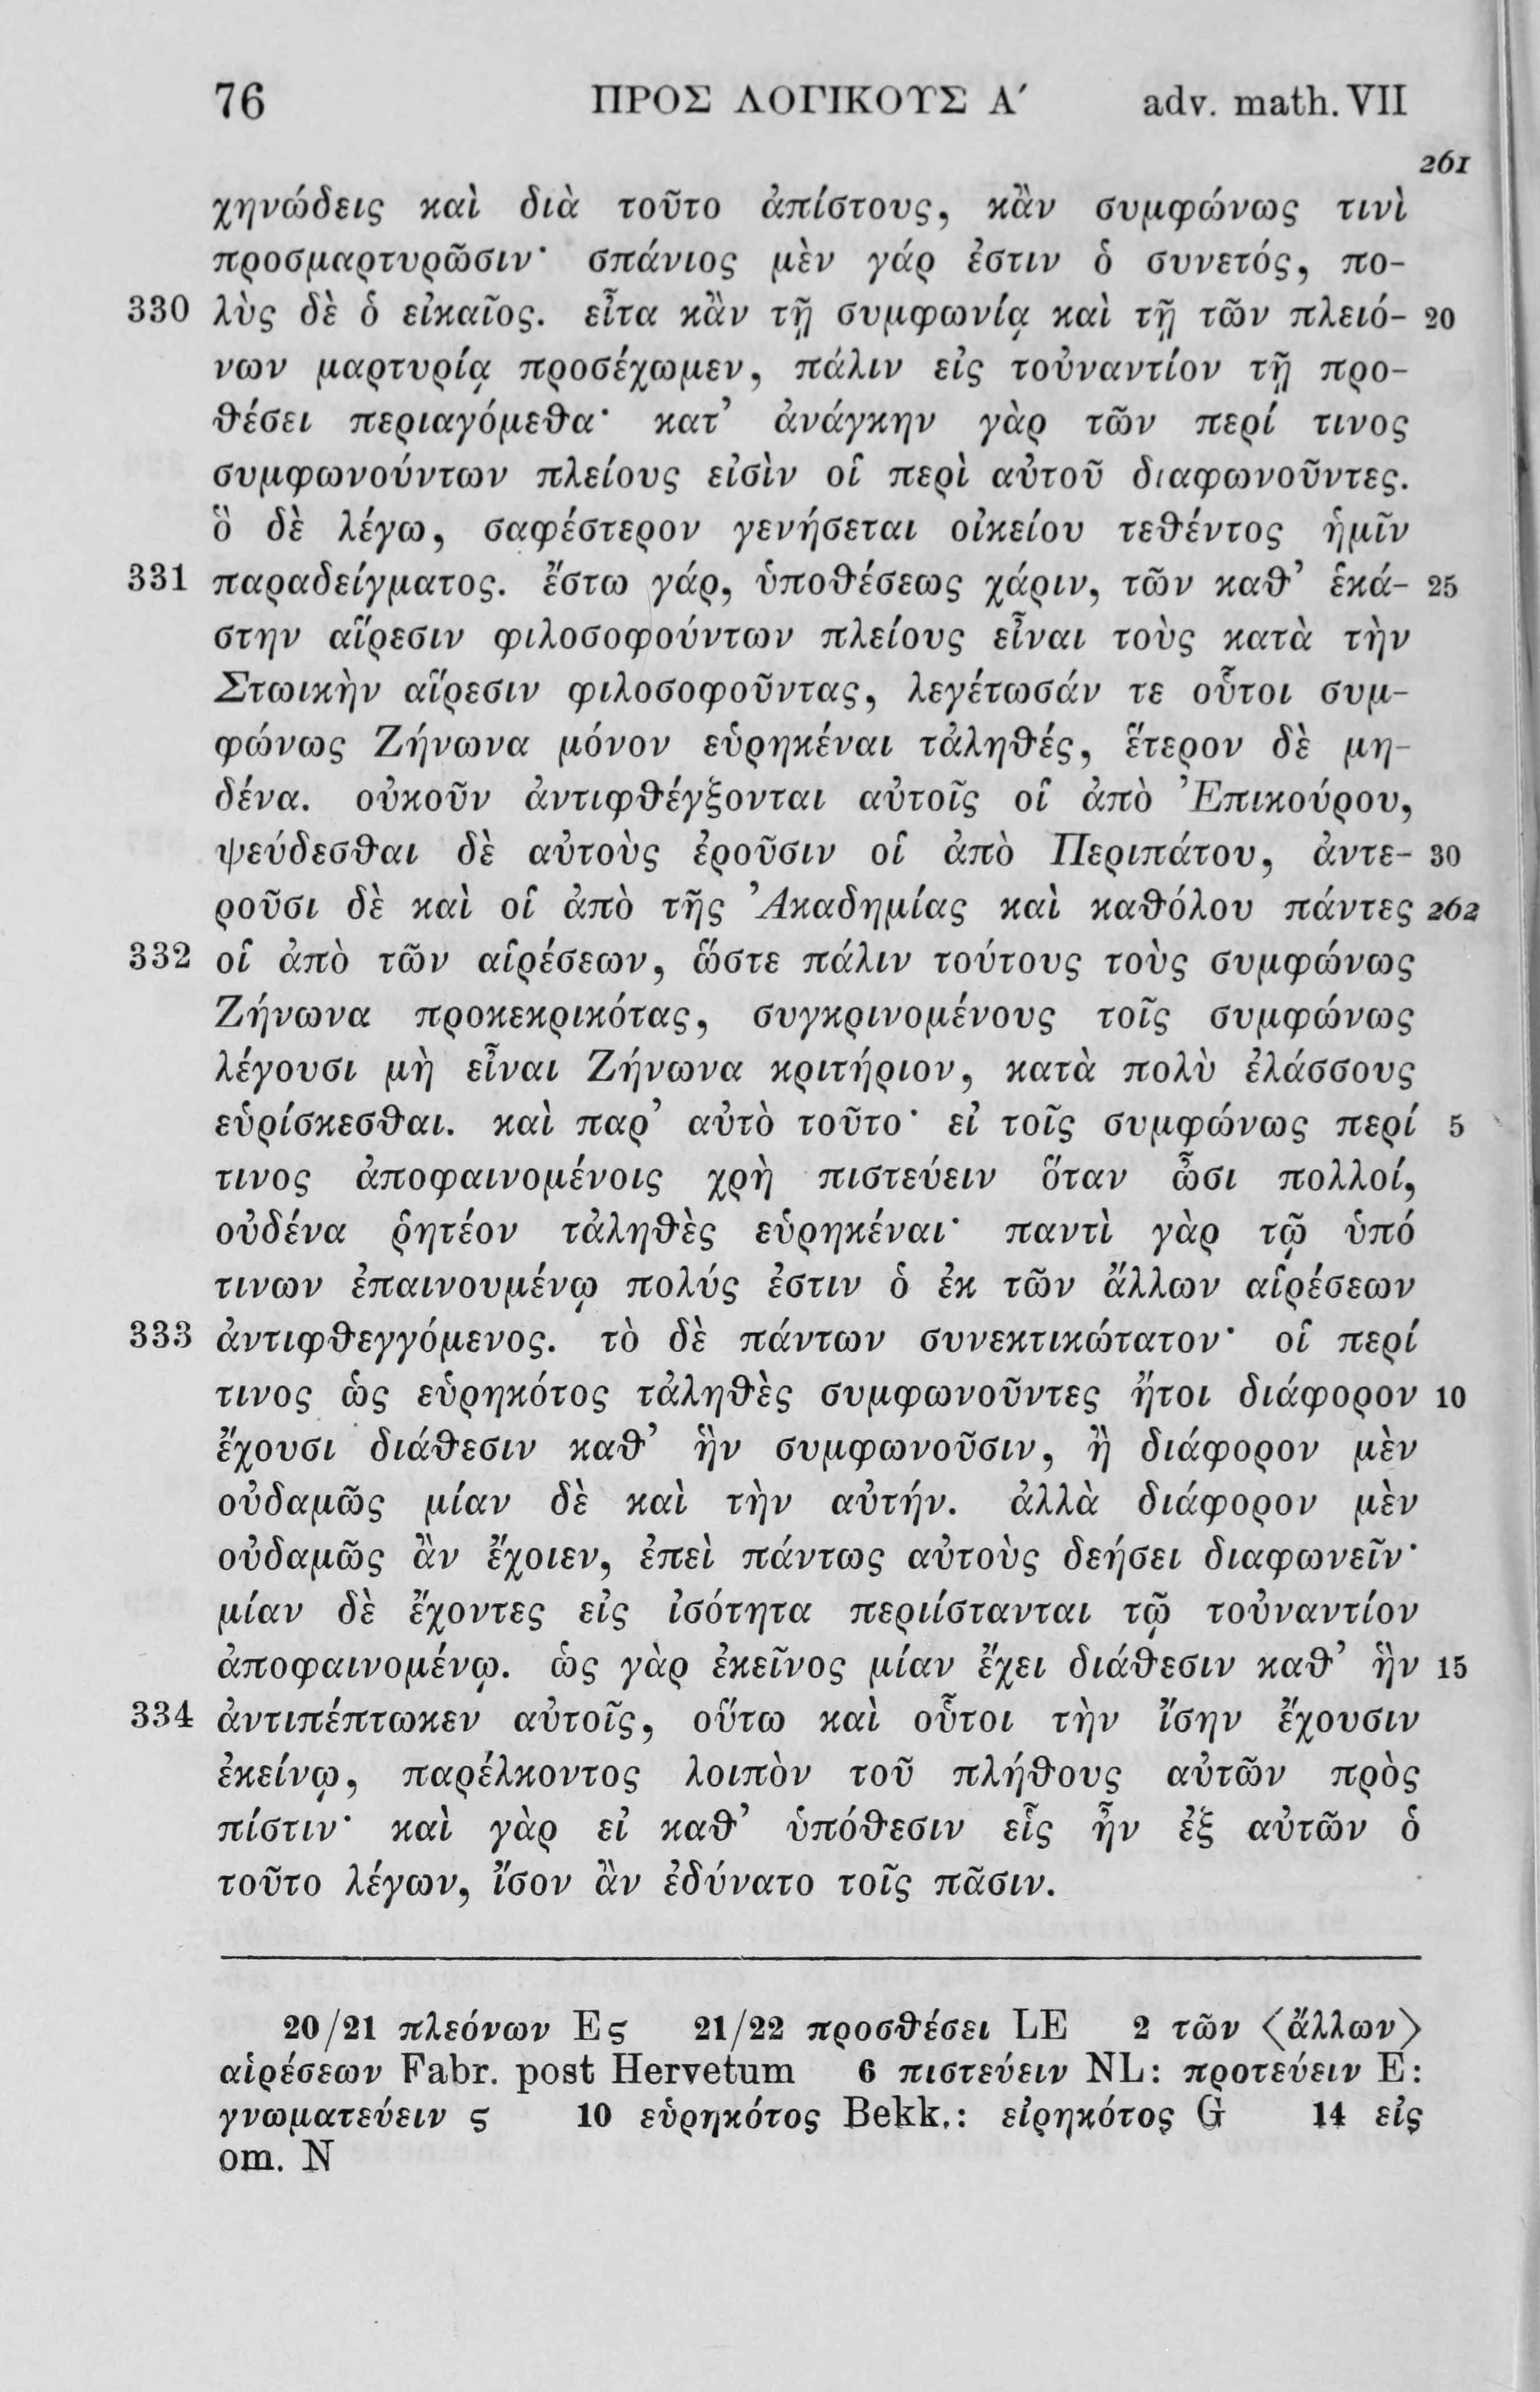 76 ΠΡΟΣ ΛΟΓΙΚΟΥΣ Α′ adv. math. VII
261
χηνώδεις καὶ διὰ τοῦτο ἀπίστους, κἂν συμφώνως τινὶ
προσμαρτυρῶσιν· σπάνιος μὲν γάρ ἐστιν ὁ συνετός, πο-
330 λὺς δὲ ὁ εἰκαῖος. εἶτα κἂν τῇ συμφωνίᾳ καὶ τῇ τῶν πλειό- 20
νων μαρτυρίᾳ προσέχωμεν, πάλιν εἰς τοὐναντίον τῇ προ-
θέσει περιαγόμεθα· κατ’ ἀνάγκην γὰρ τῶν περί τινος
συμφωνούντων πλείους εἰσὶν οἱ περὶ αὐτοῦ διαφωνοῦντες.
ὃ δὲ λέγω, σαφέστερον γενήσεται οἰκείου τεθέντος ἡμῖν
331 παραδείγματος. ἔστω γάρ, ὑποθέσεως χάριν, τῶν καθ’ ἑκά- 25
στην αἵρεσιν φιλοσοφούντων πλείους εἶναι τοὺς κατὰ τὴν
Στωικὴν αἵρεσιν φιλοσοφοῦντας, λεγέτωσάν τε οὗτοι συμ-
φώνως Ζήνωνα μόνον εὑρηκέναι τἀληθές, ἕτερον δὲ μη-
δένα. οὐκοῦν ἀντιφθέγξονται αὐτοῖς οἱ ἀπὸ Ἐπικούρου,
ψεύδεσθαι δὲ αὐτοὺς ἐροῦσιν οἱ ἀπὸ Περιπάτου, ἀντε- 30
ροῦσι δὲ καὶ οἱ ἀπὸ τῆς Ἀκαδημίας καὶ καθόλου πάντες 262
332 οἱ ἀπὸ τῶν αἱρέσεων, ὥστε πάλιν τούτους τοὺς συμφώνως
Ζήνωνα προκεκρικότας, συγκρινομένους τοῖς συμφώνως
λέγουσι μὴ εἶναι Ζήνωνα κριτήριον, κατὰ πολὺ ἐλάσσους
εὑρίσκεσθαι. καὶ παρ’ αὐτὸ τοῦτο· εἰ τοῖς συμφώνως περί 5
τινος ἀποφαινομένοις χρὴ πιστεύειν ὅταν ὦσι πολλοί,
οὐδένα ῥητέον τἀληθὲς εὑρηκέναι· παντὶ γὰρ τῷ ὑπό
τινων ἐπαινουμένῳ πολύς ἐστιν ὁ ἐκ τῶν ἄλλων αἱρέσεων
333 ἀντιφθεγγόμενος. τὸ δὲ πάντων συνεκτικώτατον· οἱ περί
τινος ὡς εὑρηκότος τἀληθὲς συμφωνοῦντες ἤτοι διάφορον 10
ἔχουσι διάθεσιν καθ’ ἣν συμφωνοῦσιν, ἢ διάφορον μὲν
οὐδαμῶς μίαν δὲ καὶ τὴν αὐτήν. ἀλλὰ διάφορον μὲν
οὐδαμῶς ἂν ἔχοιεν, ἐπεὶ πάντως αὐτοὺς δεήσει διαφωνεῖν·
μίαν δὲ ἔχοντες εἰς ἰσότητα περιίστανται τῷ τοὐναντίον
ἀποφαινομένῳ. ὡς γὰρ ἐκεῖνος μίαν ἔχει διάθεσιν καθ’ ἣν 15
334 ἀντιπέπτωκεν αὐτοῖς, οὕτω καὶ οὗτοι τὴν ἴσην ἔχουσιν
ἐκείνῳ, παρέλκοντος λοιπὸν τοῦ πλήθους αὐτῶν πρὸς
πίστιν· καὶ γὰρ εἰ καθ’ ὑπόθεσιν εἷς ἦν ἐξ αὐτῶν ὁ
τοῦτο λέγων, ἴσον ἂν ἐδύνατο τοῖς πᾶσιν.
20/21 πλεόνων Eς 21/22 προσθέσει LE 2 τῶν ⟨ἄλλων⟩
αἱρέσεων Fabr. post Hervetum 6 πιστεύειν NL: προτεύειν E:
γνωματεύειν ς 10 εὑρηκότος Bekk.: εἰρηκότος G 14 εἰς
om. N